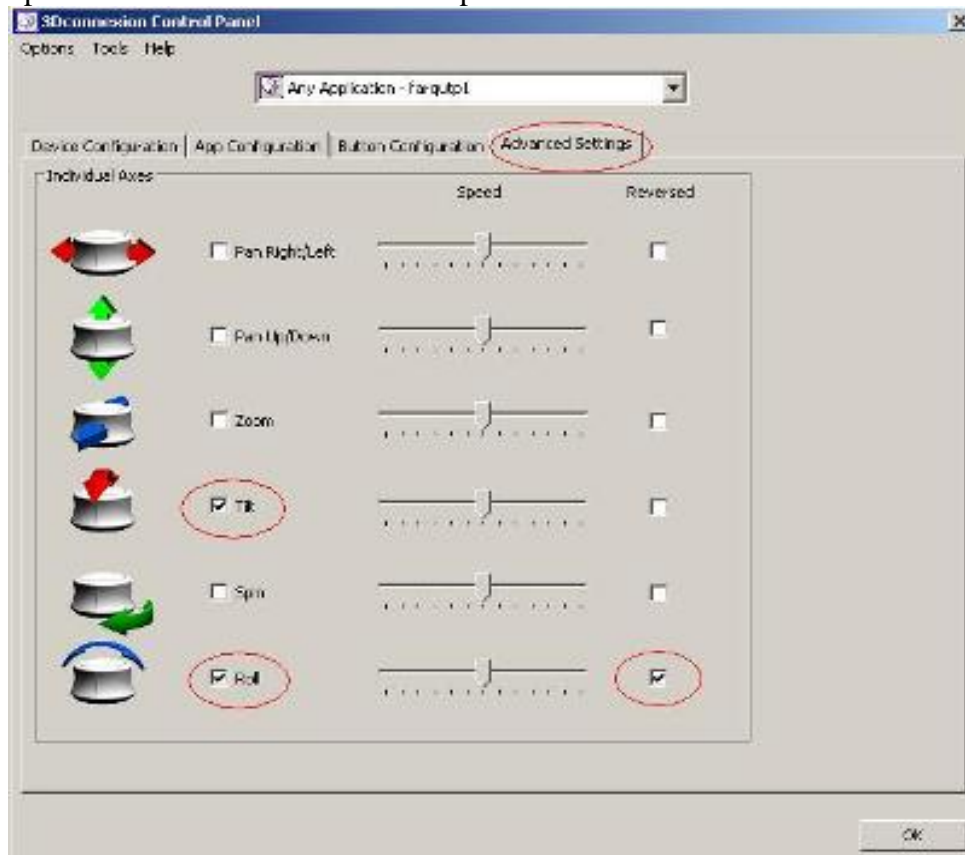 3Dconnexion Control Panel
Options Tools Help
Any Application - farqutp1
Device Configuration App Configuration Button Configuration Advanced Settings
Individual Axes
Speed Reversed
Pan Right/Left
Pan Up/Down
Zoom
Tilt
Spin
Roll
OK